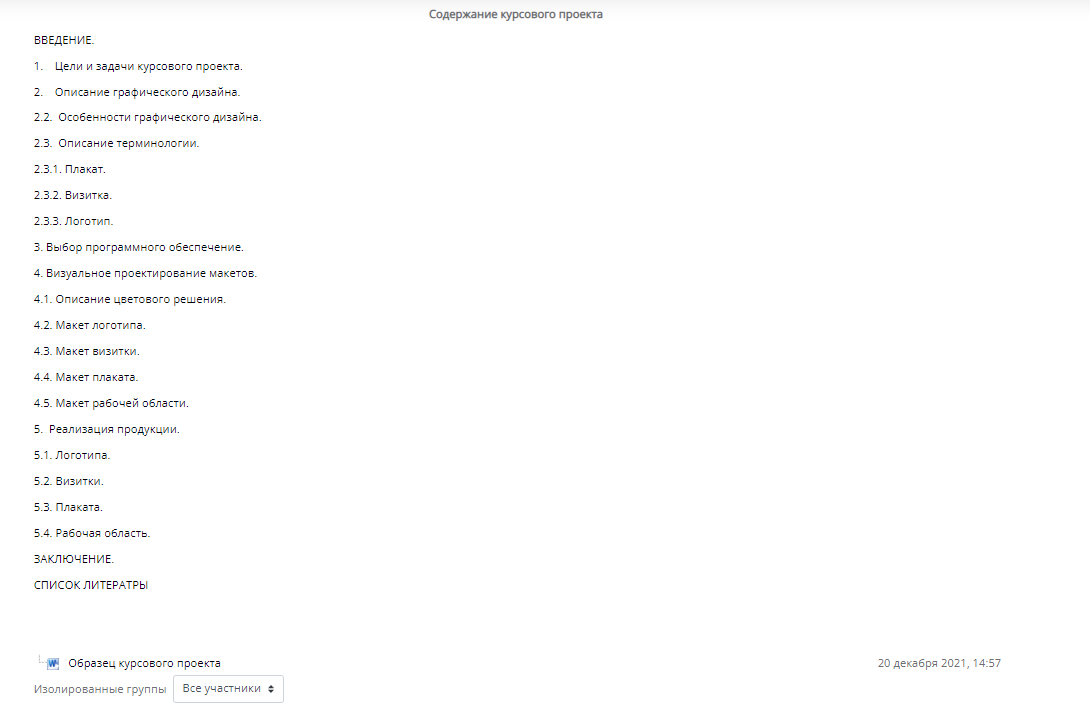 Содержание курсового проекта
ВВЕДЕНИЕ.
1. Цели и задачи курсового проекта.
2. Описание графического дизайна.
2.2. Особенности графического дизайна.
2.3. Описание терминологии.
2.3.1. Плакат.
2.3.2. Визитка.
2.3.3. Логотип.
3. Выбор программного обеспечение.
4. Визуальное проектирование макетов.
4.1. Описание цветового решения.
4.2. Макет логотипа.
4.3. Макет визитки.
4.4. Макет плаката.
4.5. Макет рабочей области.
5. Реализация продукции.
5.1. Логотипа.
5.2. Визитки.
5.3. Плаката.
5.4. Рабочая область.
ЗАКЛЮЧЕНИЕ.
СПИСОК ЛИТЕРАТРЫ
Образец курсового проекта 20 декабря 2021, 14:57
Изолированные группы Все участники